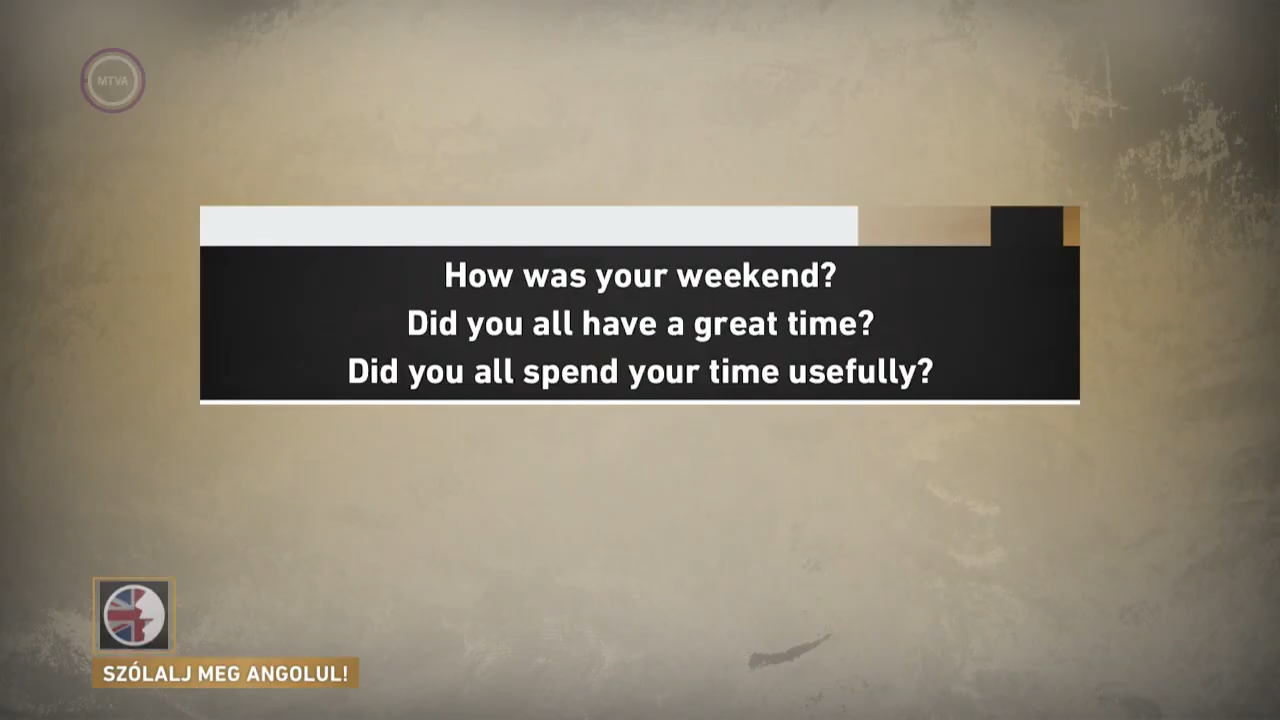 MTVA
How was your weekend?
Did you all have a great time?
Did you all spend your time usefully?
SZÓLALJ MEG ANGOLUL!